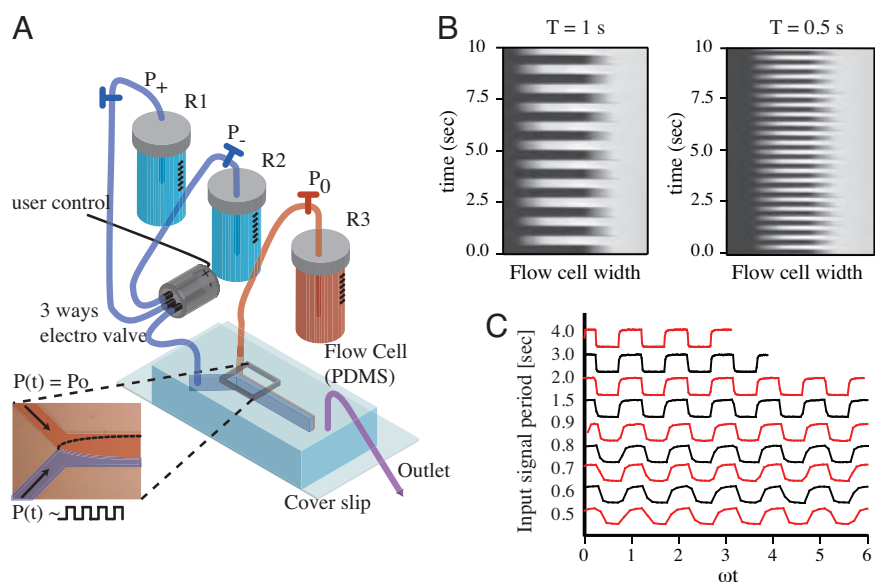 A
P+
R1
P-
R2
P0
R3
user control
3 ways
electro valve
Flow Cell
(PDMS)
P(t) = Po
P(t) ~
Outlet
Cover slip
B
T = 1 s
T = 0.5 s
10
7.5
5.0
2.5
0.0
time (sec)
Flow cell width
10
7.5
5.0
2.5
0.0
time (sec)
Flow cell width
C
Input signal period [sec]
4.0
3.0
2.0
1.5
0.9
0.8
0.7
0.6
0.5
0 1 2 3 4 5 6
ωt